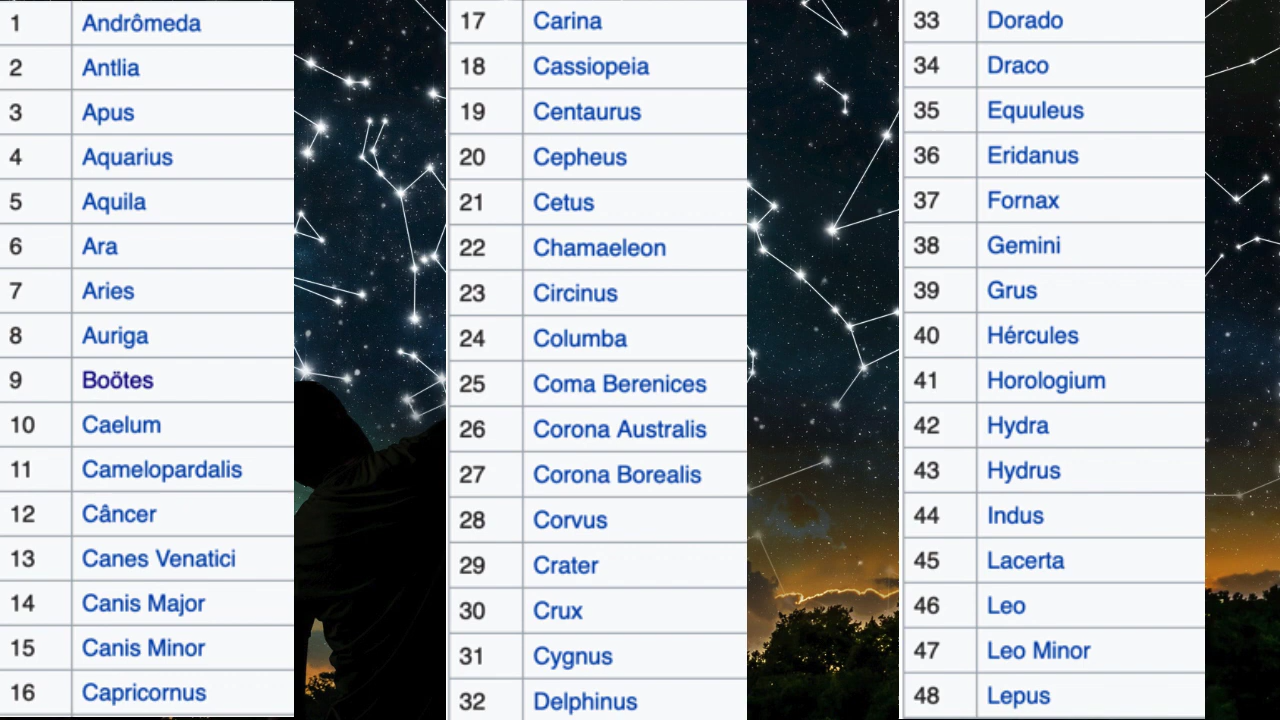 1 Andrômeda
2 Antlia
3 Apus
4 Aquarius
5 Aquila
6 Ara
7 Aries
8 Auriga
9 Boötes
10 Caelum
11 Camelopardalis
12 Câncer
13 Canes Venatici
14 Canis Major
15 Canis Minor
16 Capricornus
17 Carina
18 Cassiopeia
19 Centaurus
20 Cepheus
21 Cetus
22 Chamaeleon
23 Circinus
24 Columba
25 Coma Berenices
26 Corona Australis
27 Corona Borealis
28 Corvus
29 Crater
30 Crux
31 Cygnus
32 Delphinus
33 Dorado
34 Draco
35 Equuleus
36 Eridanus
37 Fornax
38 Gemini
39 Grus
40 Hércules
41 Horologium
42 Hydra
43 Hydrus
44 Indus
45 Lacerta
46 Leo
47 Leo Minor
48 Lepus